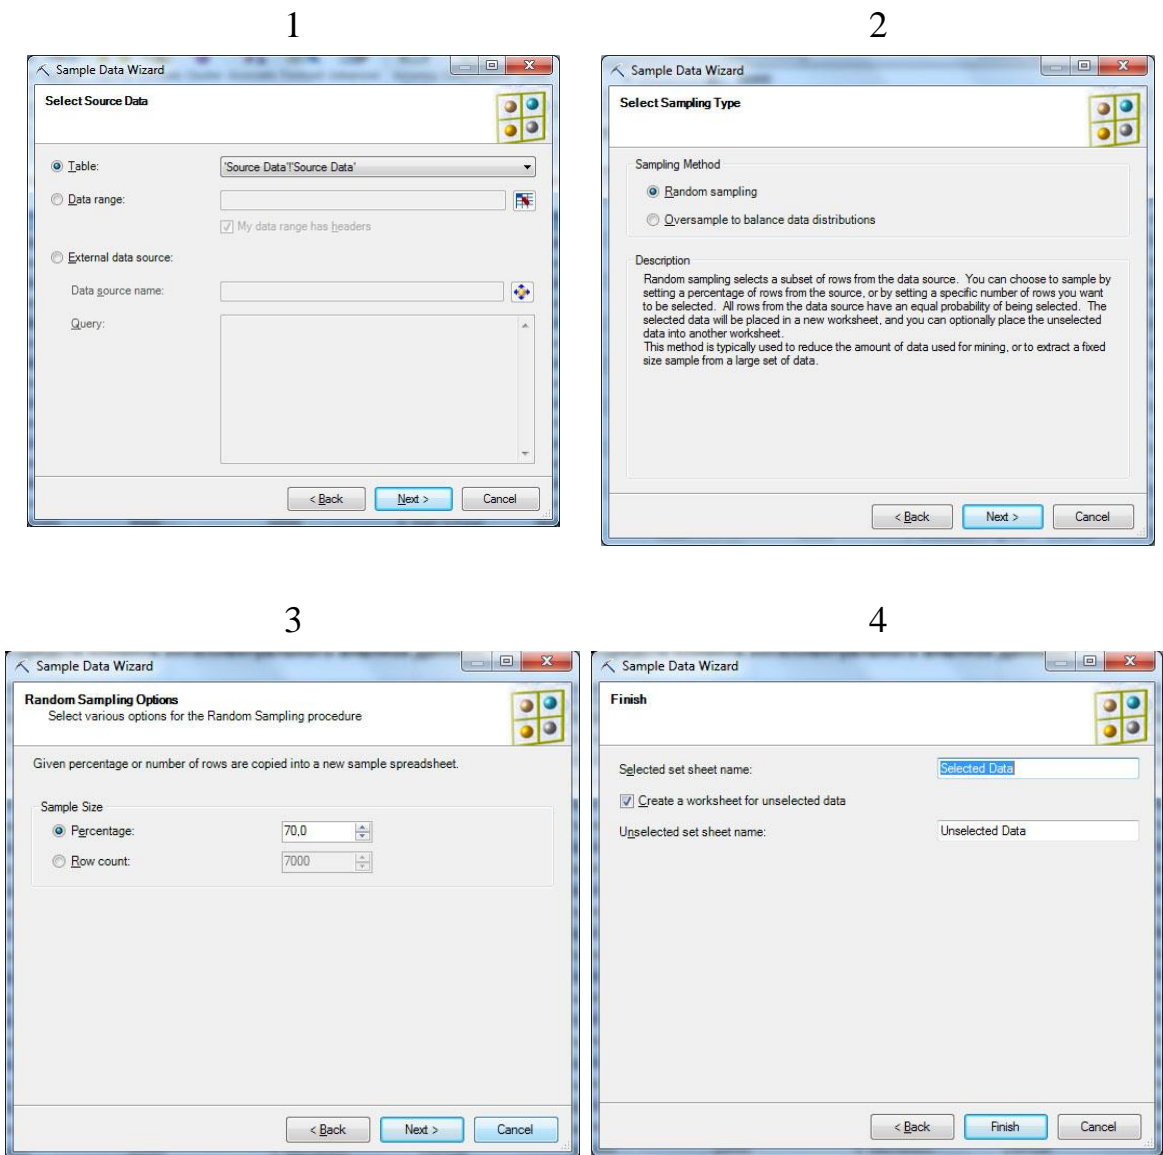 1
Sample Data Wizard
Select Source Data
Table:
'Source Data'!'Source Data'
Data range:
My data range has headers
External data source:
Data source name:
Query:
< Back
Next >
Cancel
2
Sample Data Wizard
Select Sampling Type
Sampling Method
Random sampling
Oversample to balance data distributions
Description
Random sampling selects a subset of rows from the data source. You can choose to sample by
setting a percentage of rows from the source, or by setting a specific number of rows you want
to be selected. All rows from the data source have an equal probability of being selected. The
selected data will be placed in a new worksheet, and you can optionally place the unselected
data into another worksheet.
This method is typically used to reduce the amount of data used for mining, or to extract a fixed
size sample from a large set of data.
< Back
Next >
Cancel
3
Sample Data Wizard
Random Sampling Options
Select various options for the Random Sampling procedure
Given percentage or number of rows are copied into a new sample spreadsheet.
Sample Size
Percentage:
70,0
Row count:
7000
< Back
Next >
Cancel
4
Sample Data Wizard
Finish
Selected set sheet name:
Selected Data
Create a worksheet for unselected data
Unselected set sheet name:
Unselected Data
< Back
Finish
Cancel